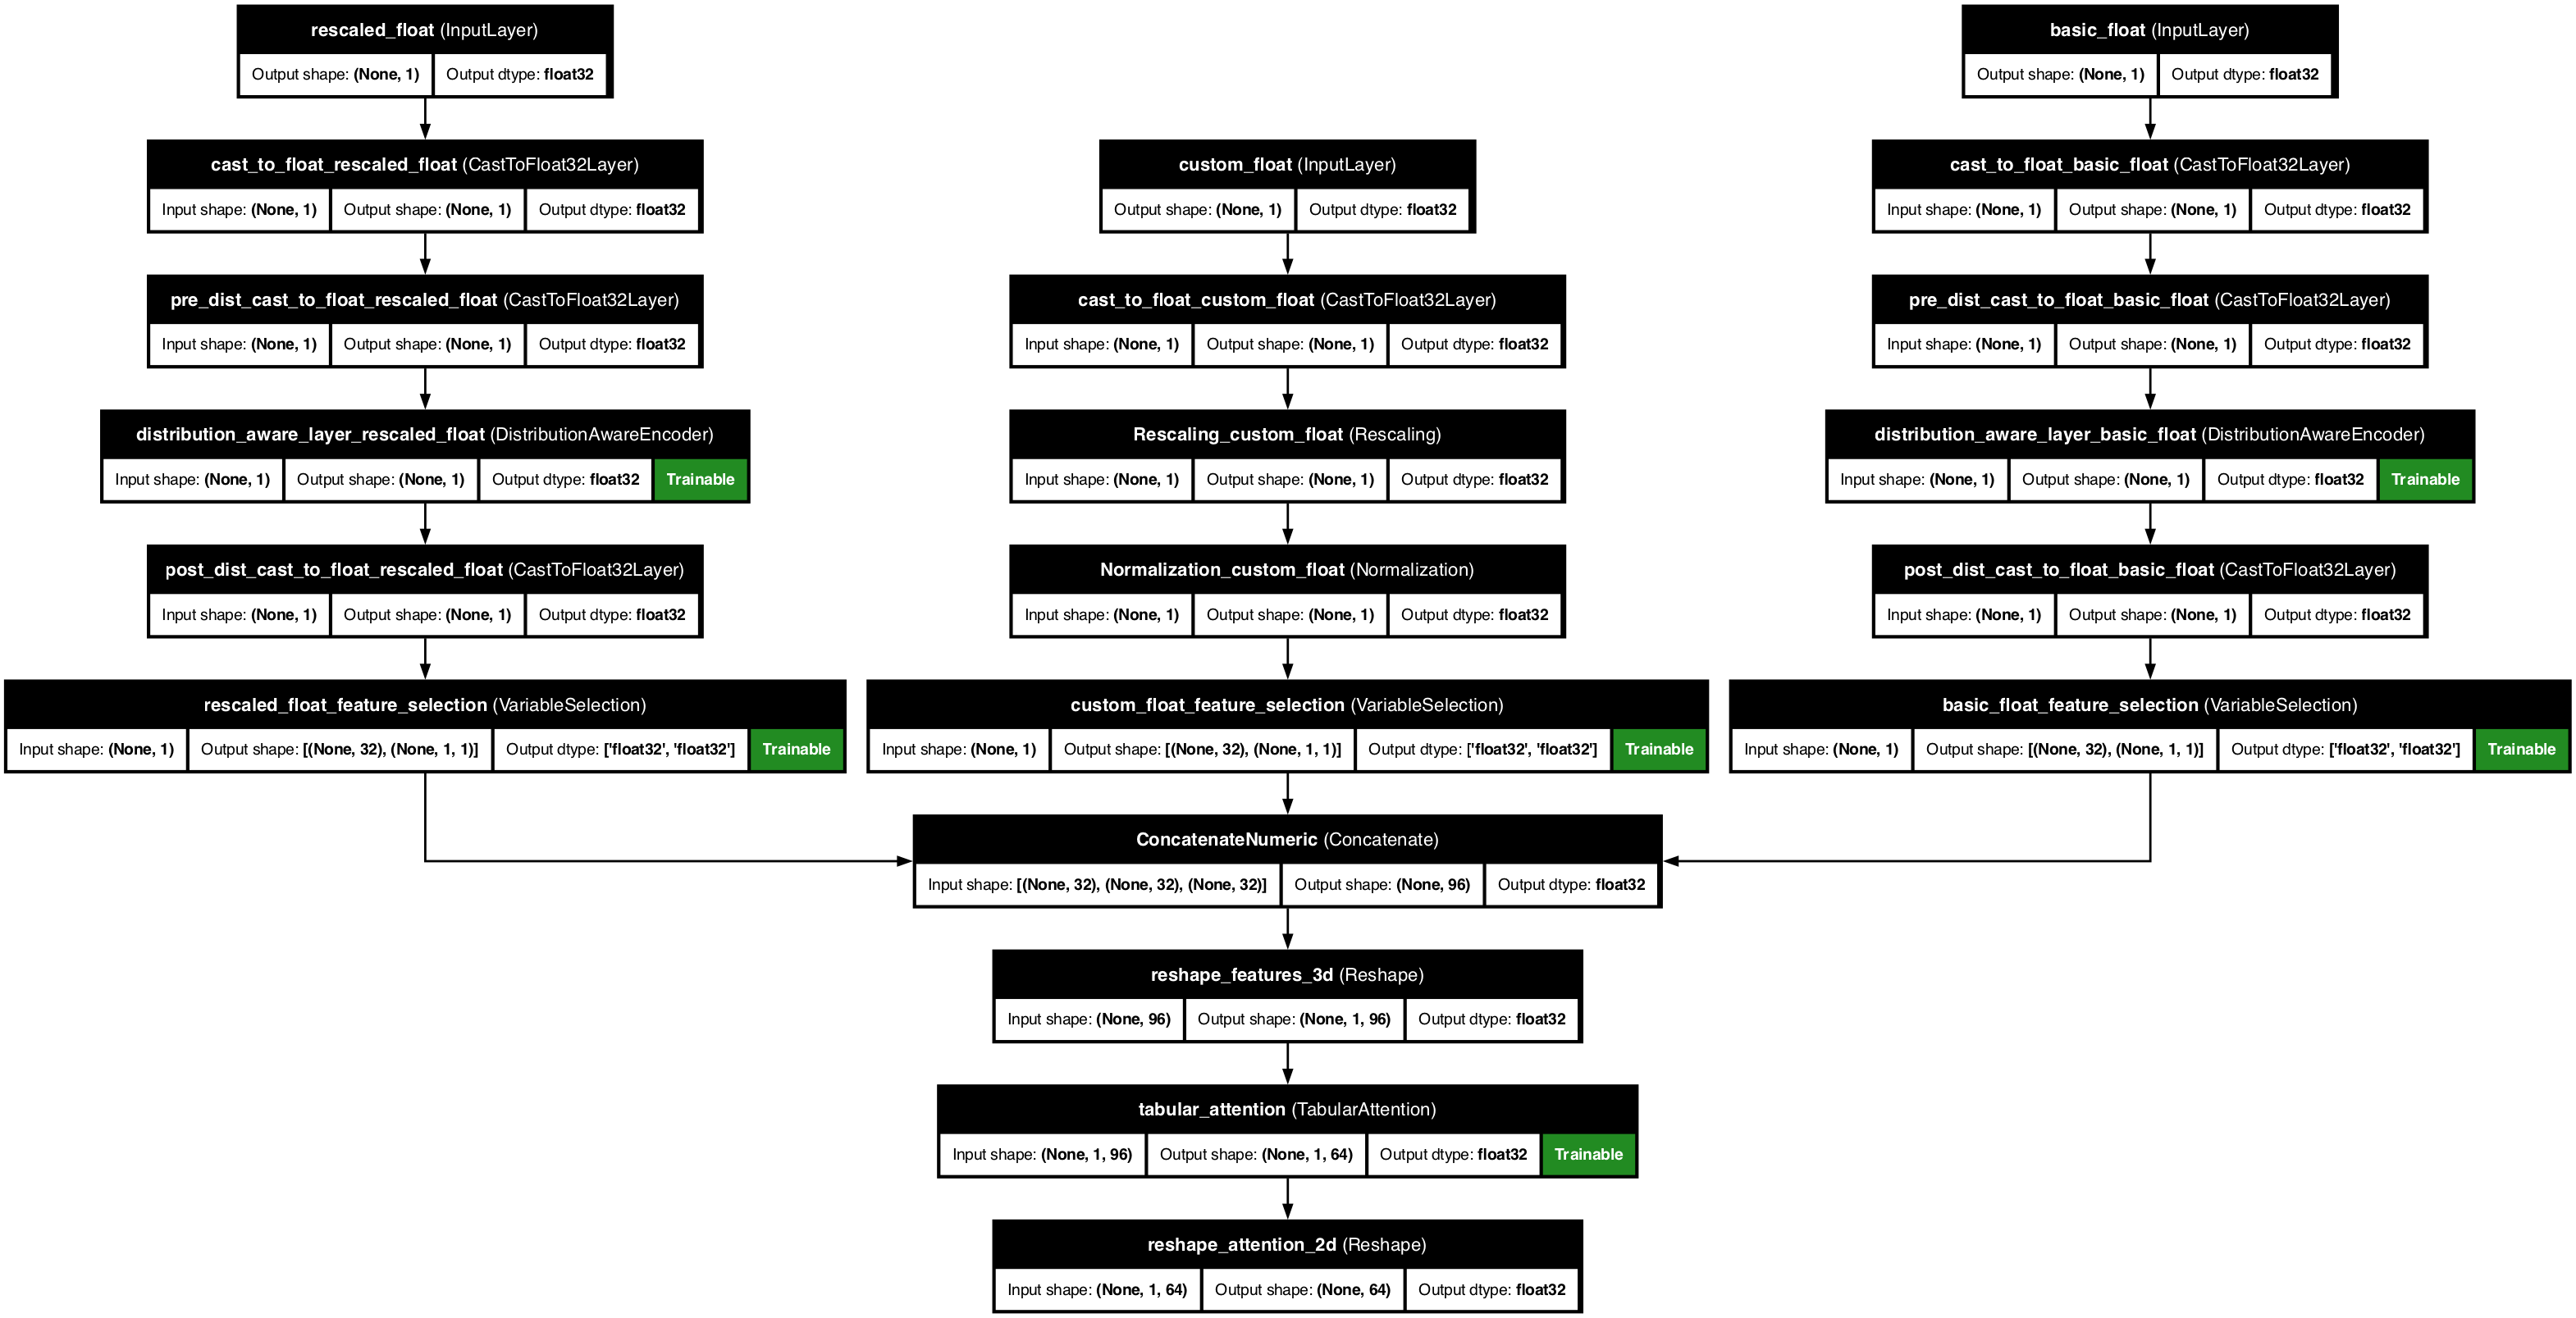 rescaled_float (InputLayer)
Output shape: (None, 1) Output dtype: float32
cast_to_float_rescaled_float (CastToFloat32Layer)
Input shape: (None, 1) Output shape: (None, 1) Output dtype: float32
pre_dist_cast_to_float_rescaled_float (CastToFloat32Layer)
Input shape: (None, 1) Output shape: (None, 1) Output dtype: float32
distribution_aware_layer_rescaled_float (DistributionAwareEncoder)
Input shape: (None, 1) Output shape: (None, 1) Output dtype: float32 Trainable
post_dist_cast_to_float_rescaled_float (CastToFloat32Layer)
Input shape: (None, 1) Output shape: (None, 1) Output dtype: float32
rescaled_float_feature_selection (VariableSelection)
Input shape: (None, 1) Output shape: [(None, 32), (None, 1, 1)] Output dtype: ['float32', 'float32'] Trainable
custom_float (InputLayer)
Output shape: (None, 1) Output dtype: float32
cast_to_float_custom_float (CastToFloat32Layer)
Input shape: (None, 1) Output shape: (None, 1) Output dtype: float32
Rescaling_custom_float (Rescaling)
Input shape: (None, 1) Output shape: (None, 1) Output dtype: float32
Normalization_custom_float (Normalization)
Input shape: (None, 1) Output shape: (None, 1) Output dtype: float32
custom_float_feature_selection (VariableSelection)
Input shape: (None, 1) Output shape: [(None, 32), (None, 1, 1)] Output dtype: ['float32', 'float32'] Trainable
basic_float (InputLayer)
Output shape: (None, 1) Output dtype: float32
cast_to_float_basic_float (CastToFloat32Layer)
Input shape: (None, 1) Output shape: (None, 1) Output dtype: float32
pre_dist_cast_to_float_basic_float (CastToFloat32Layer)
Input shape: (None, 1) Output shape: (None, 1) Output dtype: float32
distribution_aware_layer_basic_float (DistributionAwareEncoder)
Input shape: (None, 1) Output shape: (None, 1) Output dtype: float32 Trainable
post_dist_cast_to_float_basic_float (CastToFloat32Layer)
Input shape: (None, 1) Output shape: (None, 1) Output dtype: float32
basic_float_feature_selection (VariableSelection)
Input shape: (None, 1) Output shape: [(None, 32), (None, 1, 1)] Output dtype: ['float32', 'float32'] Trainable
ConcatenateNumeric (Concatenate)
Input shape: [(None, 32), (None, 32), (None, 32)] Output shape: (None, 96) Output dtype: float32
reshape_features_3d (Reshape)
Input shape: (None, 96) Output shape: (None, 1, 96) Output dtype: float32
tabular_attention (TabularAttention)
Input shape: (None, 1, 96) Output shape: (None, 1, 64) Output dtype: float32 Trainable
reshape_attention_2d (Reshape)
Input shape: (None, 1, 64) Output shape: (None, 64) Output dtype: float32